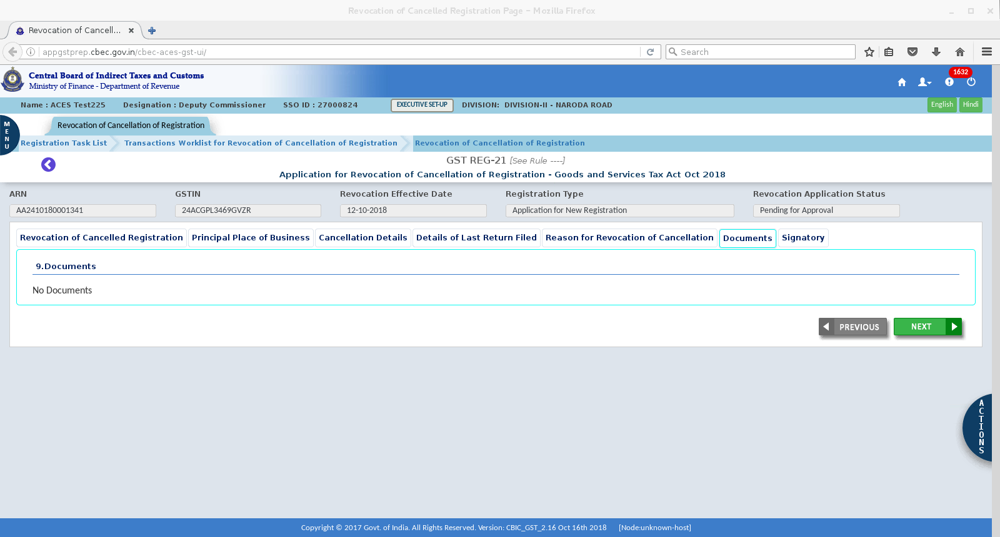 Revocation of Cancelled Registration Page - Mozilla Firefox
Revocation of Cancell...
appgstprep.cbec.gov.in/cbec-aces-gst-ui/
Search
Central Board of Indirect Taxes and Customs
Ministry of Finance - Department of Revenue
1632
Name : ACES Test225 Designation : Deputy Commissioner SSO ID : 27000824 EXECUTIVE SET-UP DIVISION: DIVISION-II - NARODA ROAD English Hindi
MENU
Revocation of Cancellation of Registration
Registration Task List Transactions Worklist for Revocation of Cancellation of Registration Revocation of Cancellation of Registration
GST REG-21 [See Rule ----]
Application for Revocation of Cancellation of Registration - Goods and Services Tax Act Oct 2018
ARN GSTIN Revocation Effective Date Registration Type Revocation Application Status
AA2410180001341 24ACGPL3469GVZR 12-10-2018 Application for New Registration Pending for Approval
Revocation of Cancelled Registration Principal Place of Business Cancellation Details Details of Last Return Filed Reason for Revocation of Cancellation Documents Signatory
9.Documents
No Documents
PREVIOUS NEXT
ACTIONS
Copyright © 2017 Govt. of India. All Rights Reserved. Version: CBIC_GST_2.16 Oct 16th 2018 [Node:unknown-host]